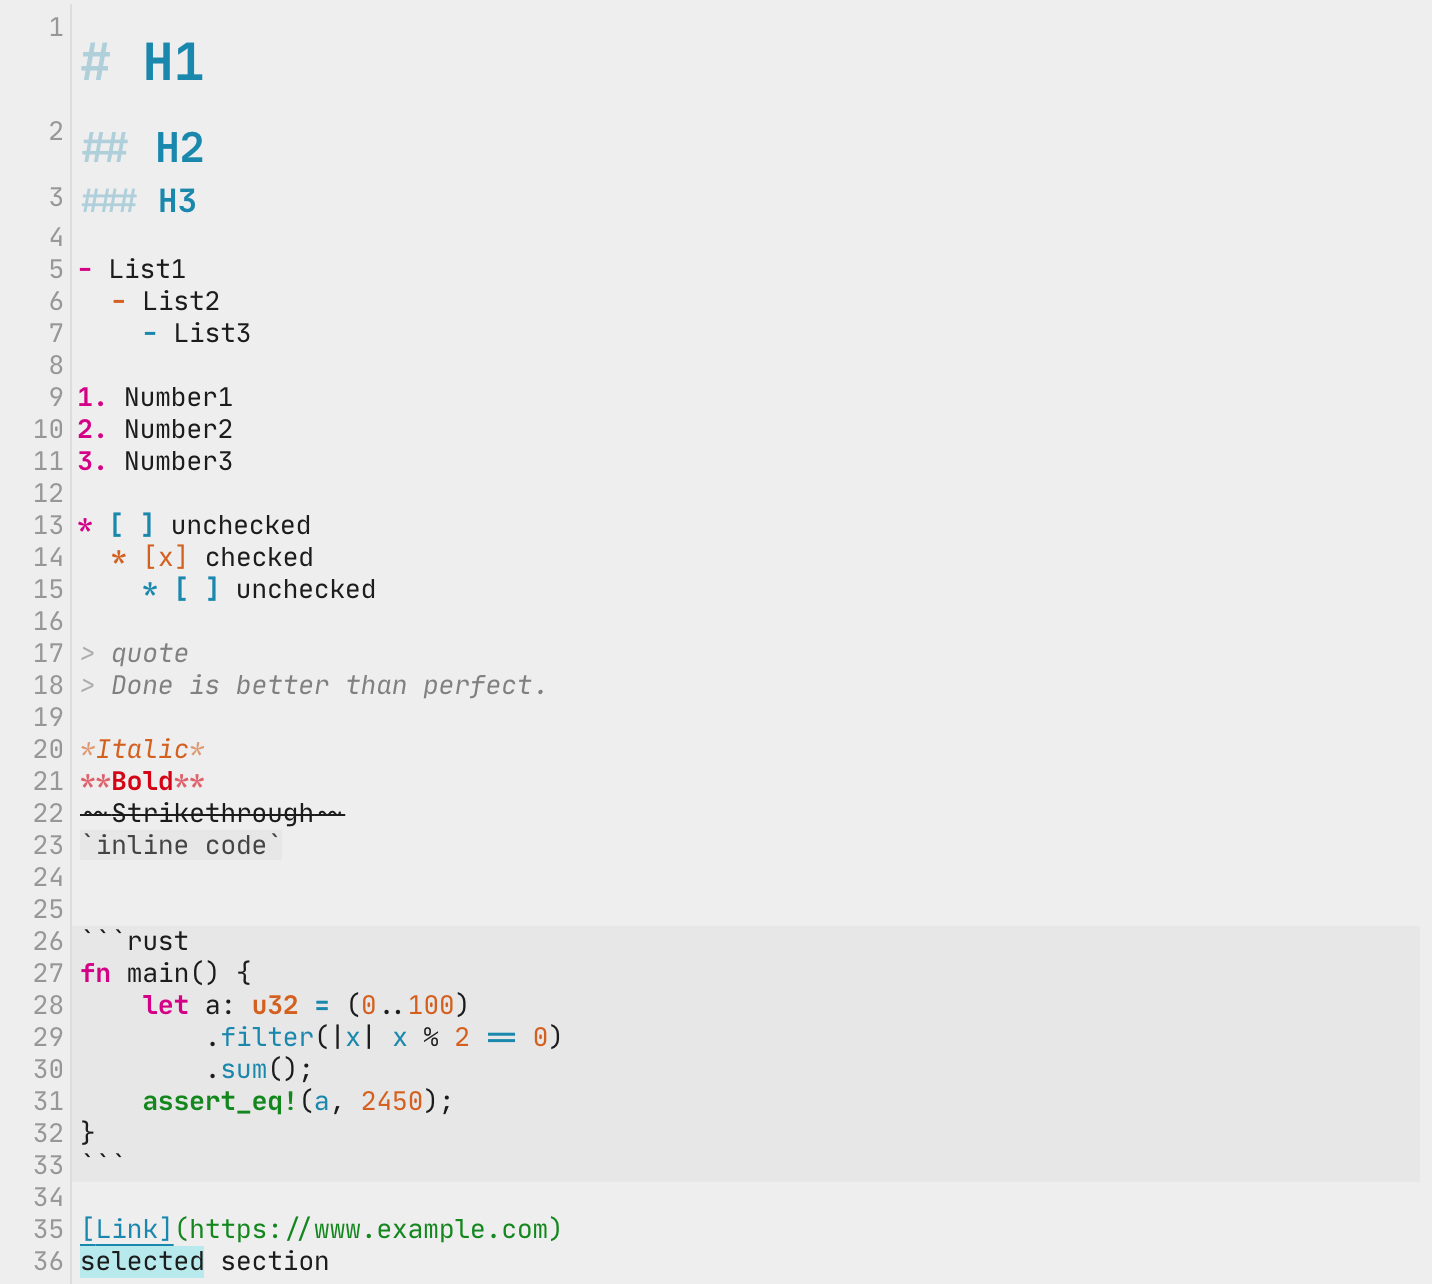 1 # H1
2 ## H2
3 ### H3
4
5 - List1
6   - List2
7     - List3
8
9 1. Number1
10 2. Number2
11 3. Number3
12
13 * [ ] unchecked
14   * [x] checked
15     * [ ] unchecked
16
17 > quote
18 > Done is better than perfect.
19
20 *Italic*
21 **Bold**
22 ~~Strikethrough~~
23 `inline code`
24
25
26 ```rust
27 fn main() {
28     let a: u32 = (0..100)
29         .filter(|x| x % 2 == 0)
30         .sum();
31     assert_eq!(a, 2450);
32 }
33 ```
34
35 [Link](https://www.example.com)
36 selected section